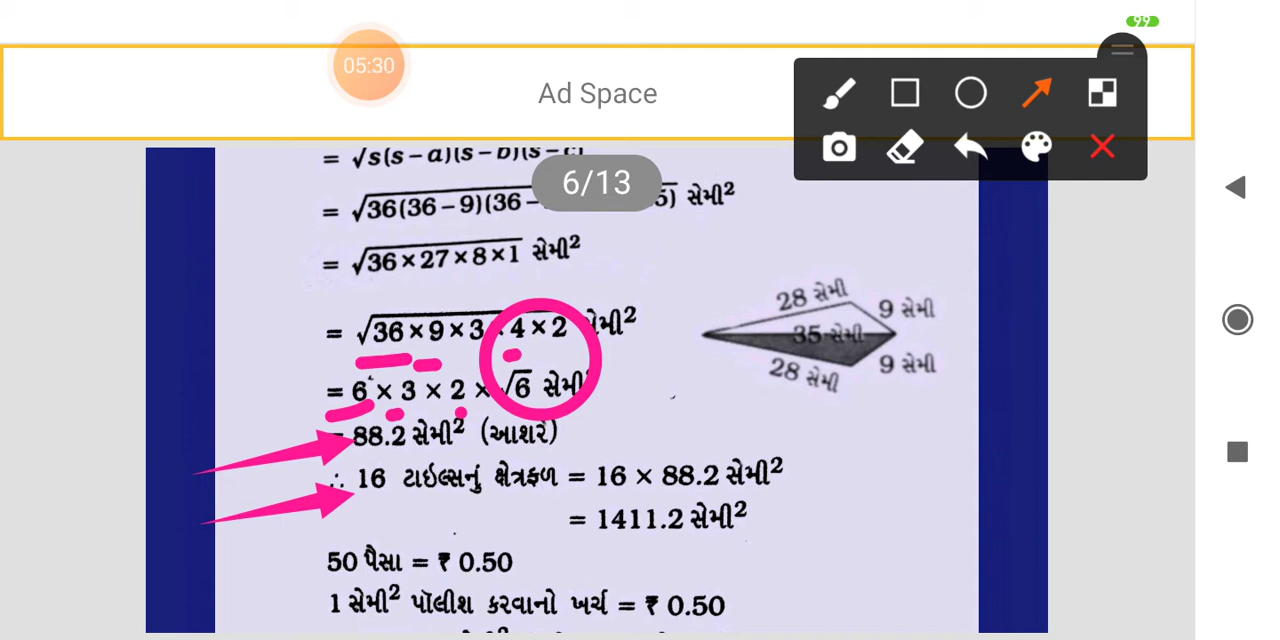 99
05:30
Ad Space
6/13
= √s(s – a)(s – b)(s – c)
= √36(36 – 9)(36 – 5) સેમી²
= √36 × 27 × 8 × 1 સેમી²
= √36 × 9 × 3 × 4 × 2 સેમી²
= 6 × 3 × 2 × √6 સેમી²
= 88.2 સેમી² (આશરે)
∴ 16 ટાઇલ્સનું ક્ષેત્રફળ = 16 × 88.2 સેમી²
= 1411.2 સેમી²
50 પૈસા = ₹ 0.50
1 સેમી² પૉલીશ કરવાનો ખર્ચ = ₹ 0.50
28 સેમી
9 સેમી
35 સેમી
28 સેમી
9 સેમી